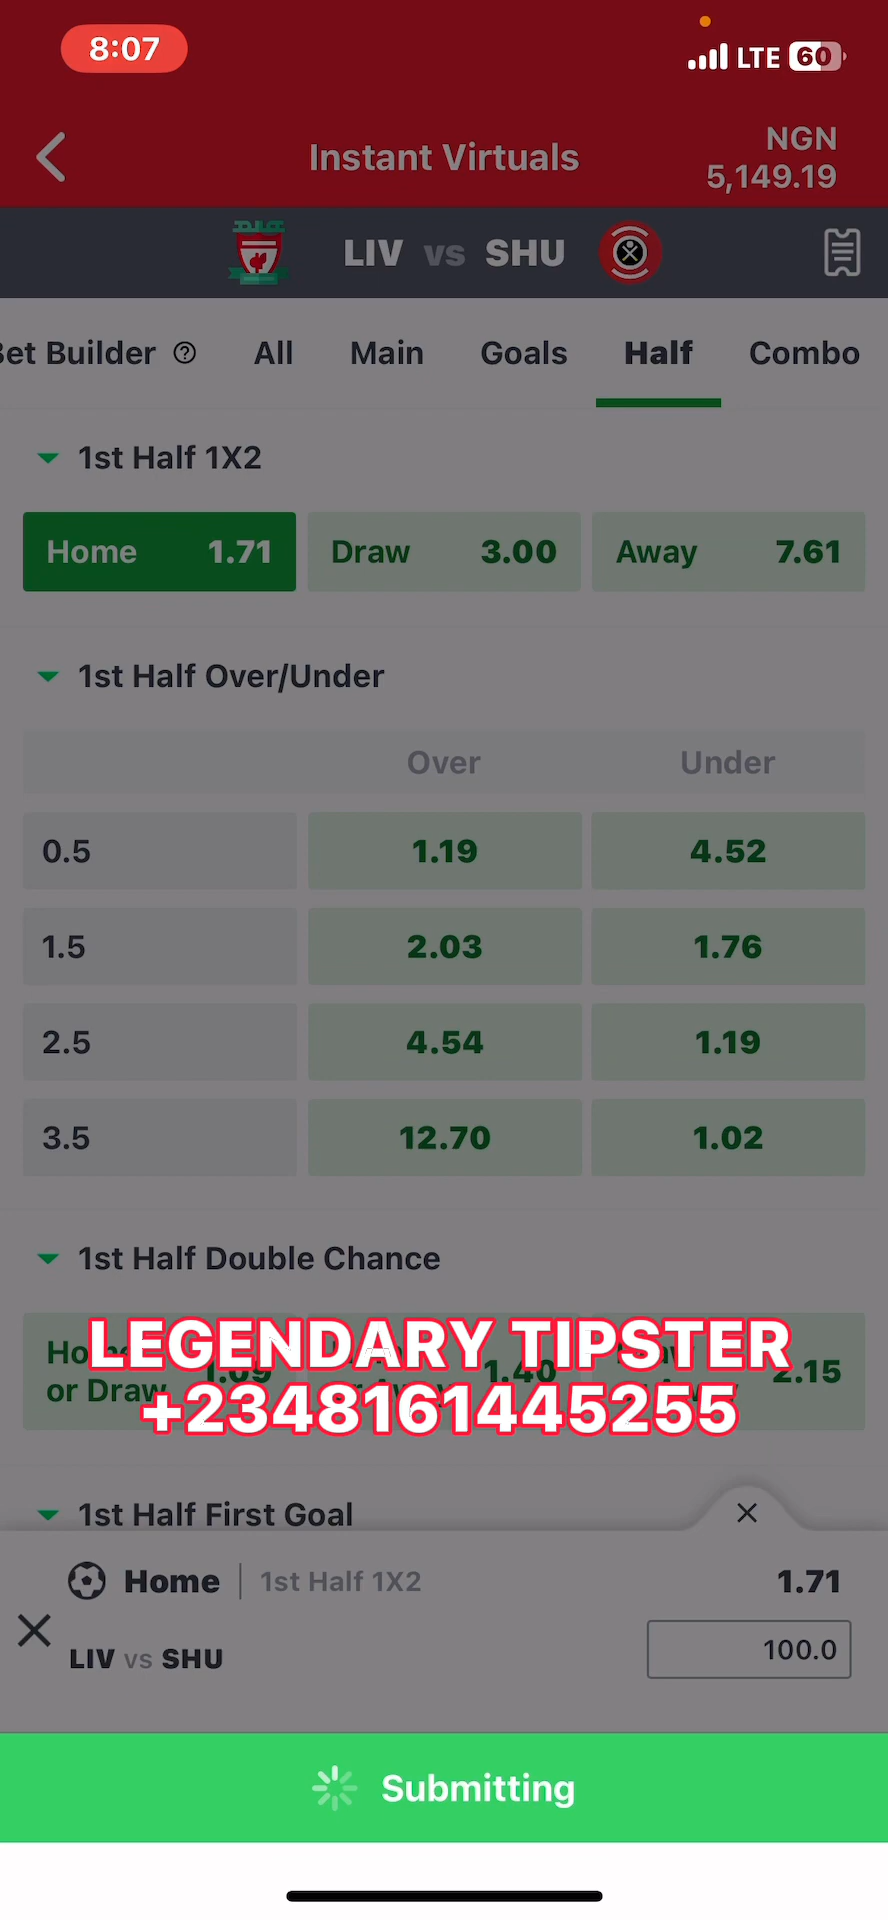 8:07
LTE 60
Instant Virtuals
NGN
5,149.19
LIV vs SHU
Bet Builder ? All Main Goals Half Combo
1st Half 1X2
Home 1.71 Draw 3.00 Away 7.61
1st Half Over/Under
Over Under
0.5 1.19 4.52
1.5 2.03 1.76
2.5 4.54 1.19
3.5 12.70 1.02
1st Half Double Chance
LEGENDARY TIPSTER
+2348161445255
or Draw 1.09 1.40 2.15
1st Half First Goal
Home | 1st Half 1X2 1.71
LIV vs SHU 100.0
Submitting